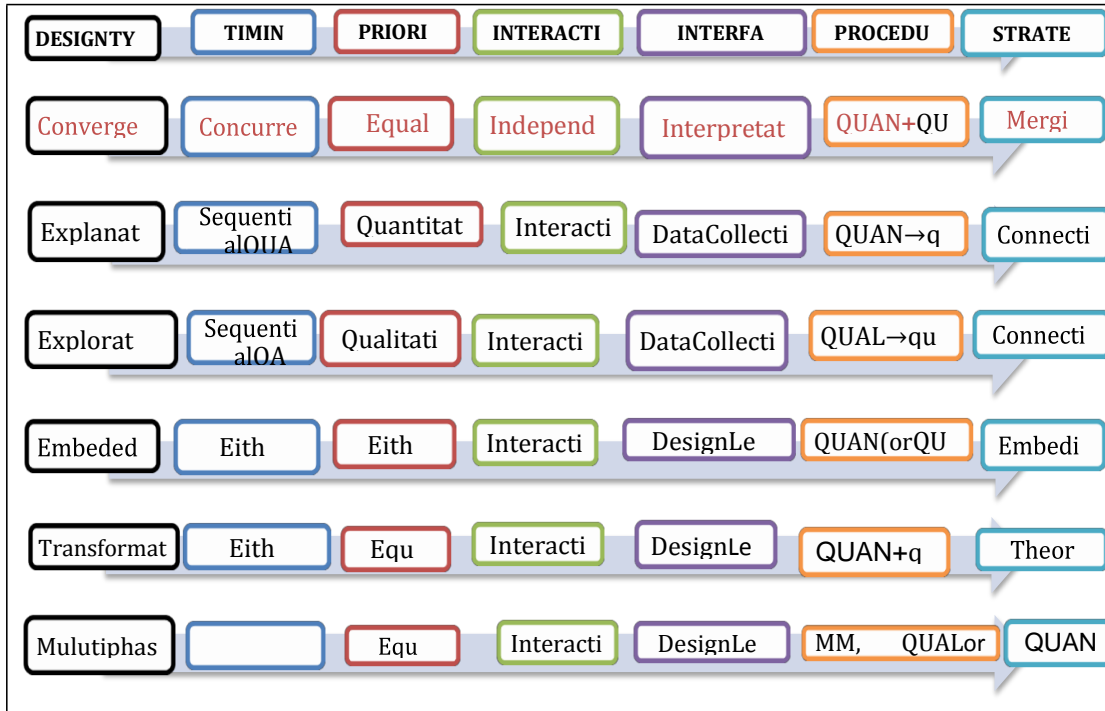 DESIGNTY TIMIN PRIORI INTERACTI INTERFA PROCEDU STRATE
Converge Concurre Equal Independ Interpretat QUAN+QU Mergi
Explanat Sequenti Quantitat Interacti DataCollecti QUAN→q Connecti
alQUA
Explorat Sequenti Qualitati Interacti DataCollecti QUAL→qu Connecti
alQA
Embeded Eith Eith Interacti DesignLe QUAN(orQU Embedi
Transformat Eith Equ Interacti DesignLe QUAN+q Theor
Mulutiphas Equ Interacti DesignLe MM, QUALor QUAN